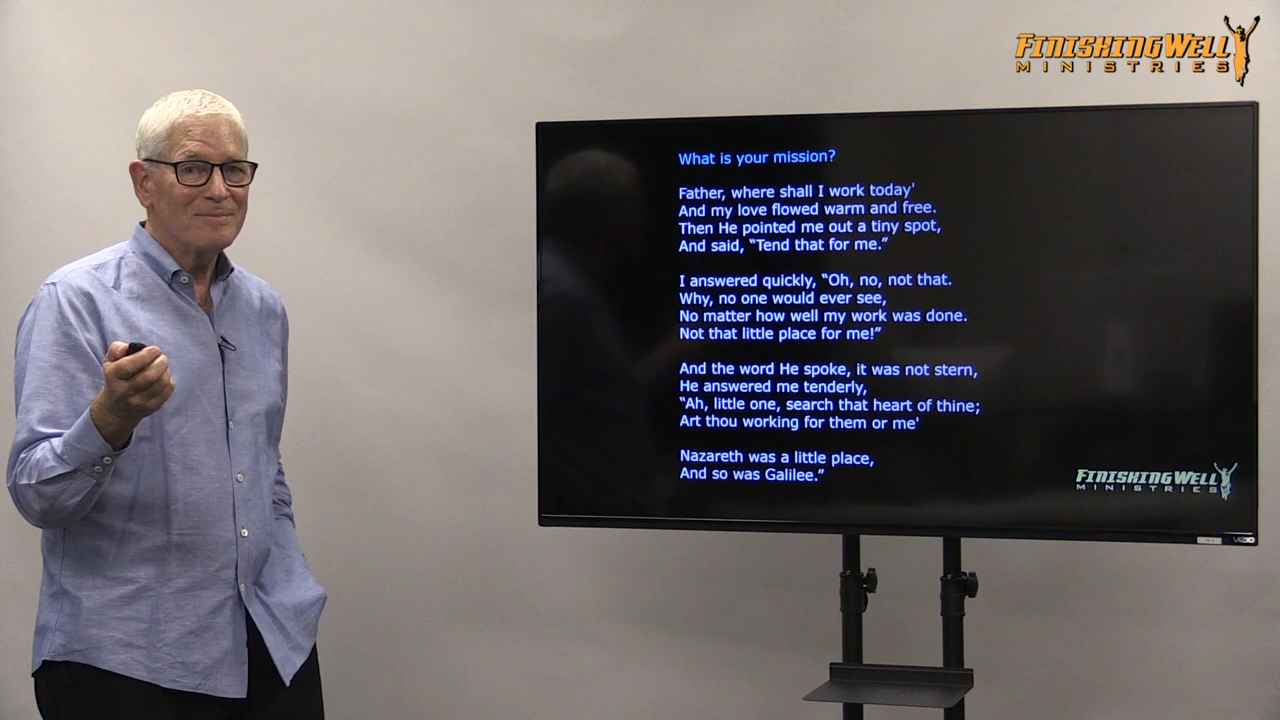 FINISHINGWELL
MINISTRIES
What is your mission?
Father, where shall I work today'
And my love flowed warm and free.
Then He pointed me out a tiny spot,
And said, “Tend that for me.”
I answered quickly, “Oh, no, not that.
Why, no one would ever see,
No matter how well my work was done.
Not that little place for me!”
And the word He spoke, it was not stern,
He answered me tenderly,
“Ah, little one, search that heart of thine;
Art thou working for them or me'
Nazareth was a little place,
And so was Galilee.”
FINISHINGWELL
MINISTRIES
VIZIO